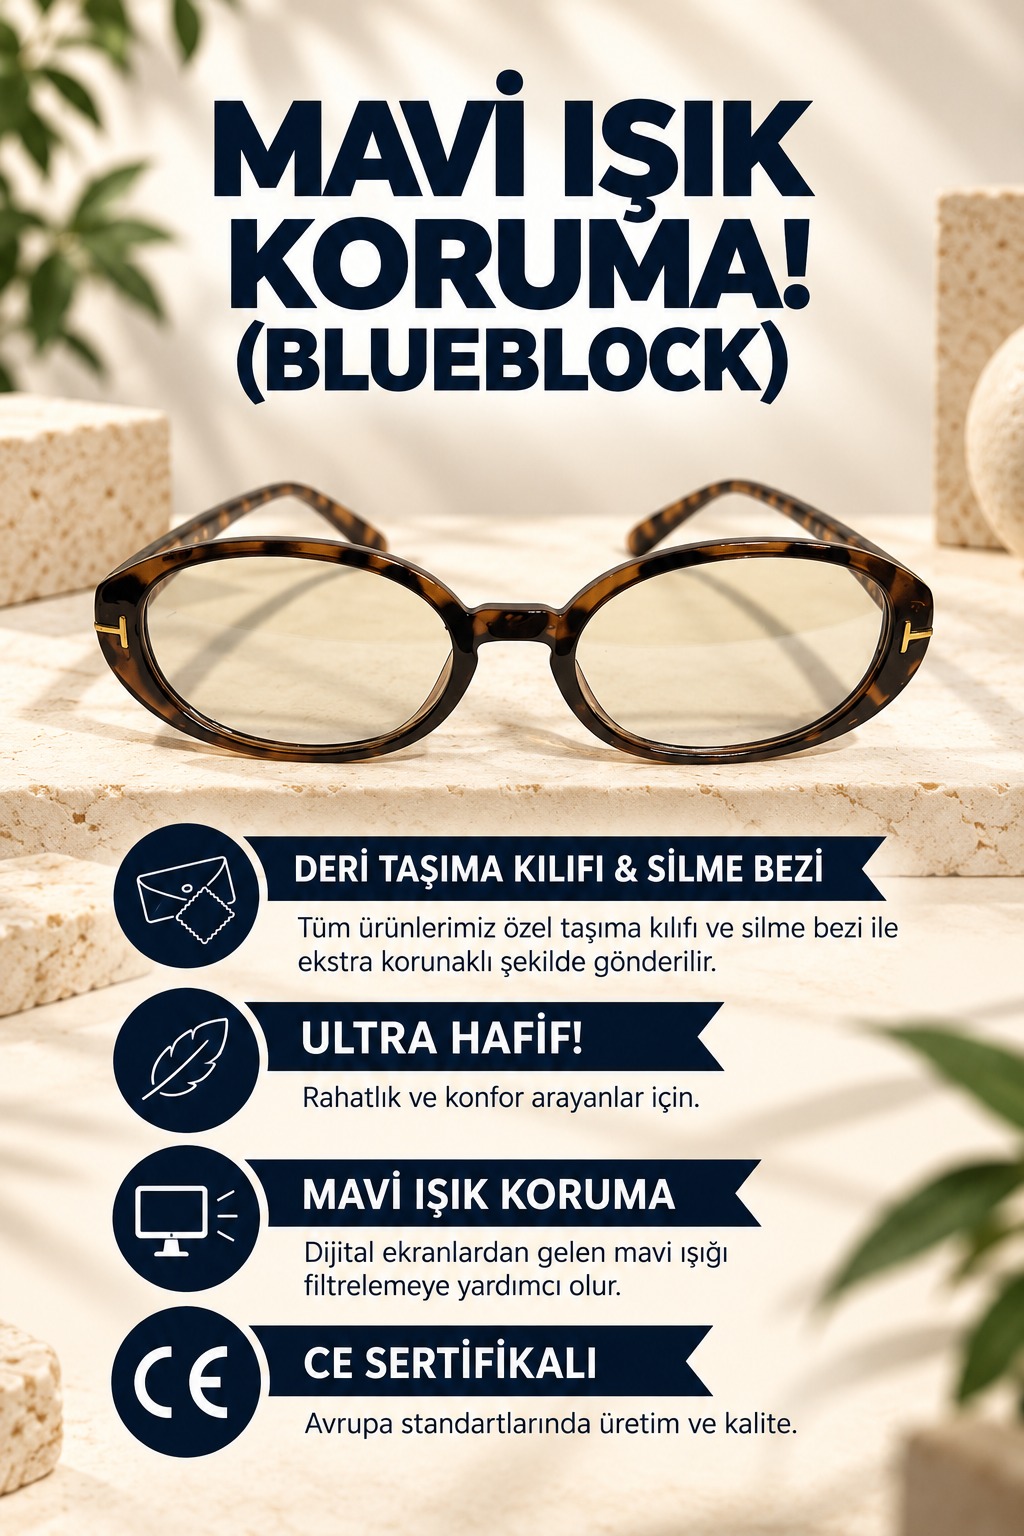 MAVİ IŞIK
KORUMA!
(BLUEBLOCK)
DERİ TAŞIMA KILIFI & SİLME BEZİ
Tüm ürünlerimiz özel taşıma kılıfı ve silme bezi ile
ekstra korunaklı şekilde gönderilir.
ULTRA HAFİF!
Rahatlık ve konfor arayanlar için.
MAVİ IŞIK KORUMA
Dijital ekranlardan gelen mavi ışığı
filtrelemeye yardımcı olur.
CE
CE SERTİFİKALI
Avrupa standartlarında üretim ve kalite.